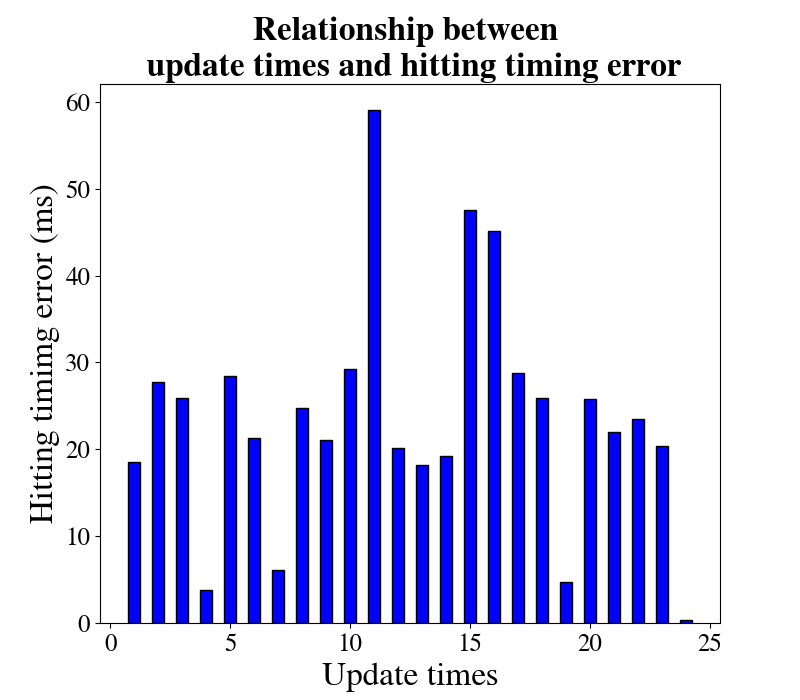 Relationship between
update times and hitting timing error
Hitting timimg error (ms)
60
50
40
30
20
10
0
0 5 10 15 20 25
Update times